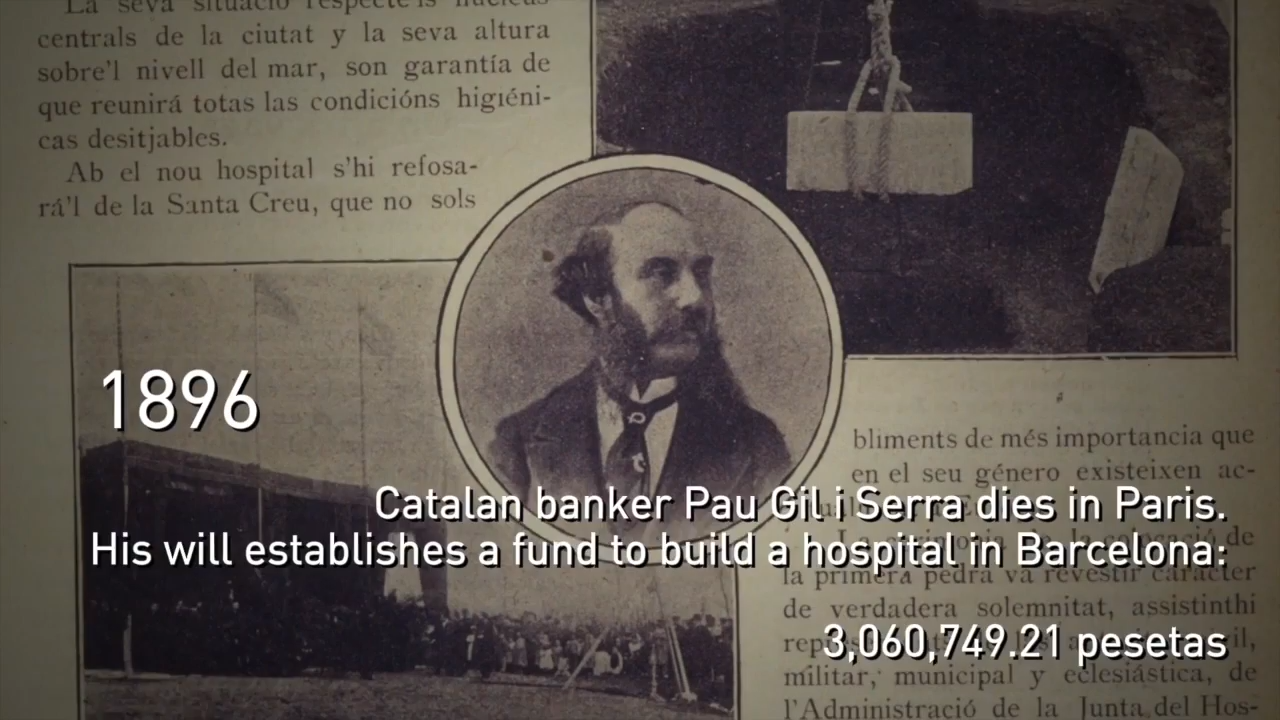 La seva situació respecte'ls nucleus
centrals de la ciutat y la seva altura
sobre'l nivell del mar, son garantía de
que reunirá totas las condicións higiéni-
cas desitjables.
Ab el nou hospital s'hi refosa-
rá'l de la Santa Creu, que no sols
1896
Catalan banker Pau Gil i Serra dies in Paris.
His will establishes a fund to build a hospital in Barcelona:
3,060,749.21 pesetas
bliments de més importancia que
en el seu género existeixen ac-
la primera pedra va revestir carácter
de verdadera solemnitat, assistinthi
militar, municipal y eclesiástica, de
l'Administració de la Junta del Hos-